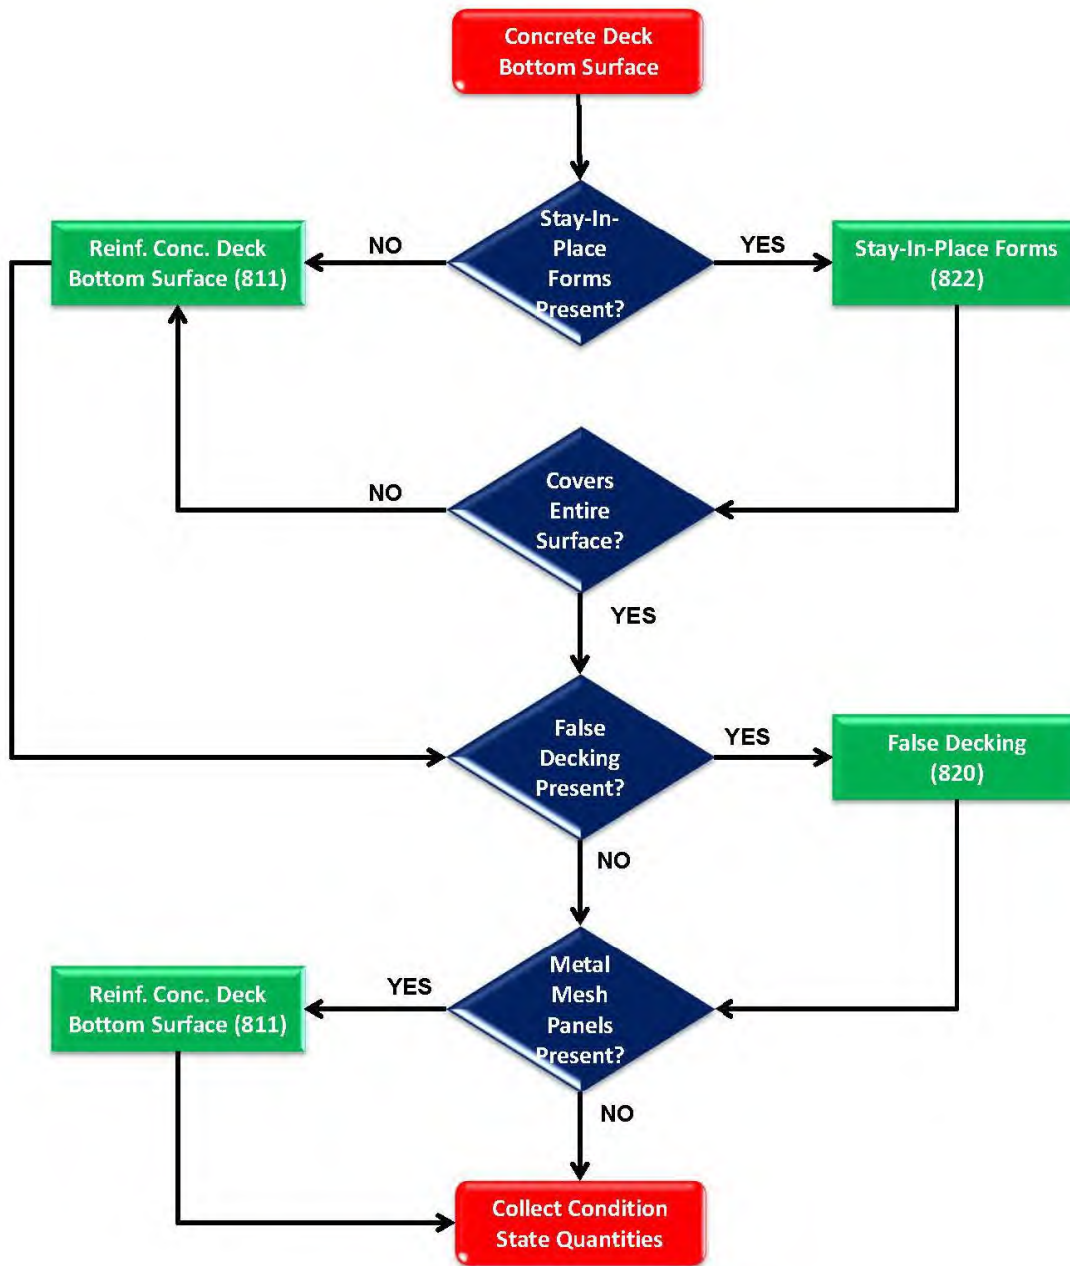 Concrete Deck
Bottom Surface
Stay-In-
Place
Forms
Present?
NO
YES
Reinf. Conc. Deck
Bottom Surface (811)
Stay-In-Place Forms
(822)
Covers
Entire
Surface?
NO
YES
False
Decking
Present?
YES
False Decking
(820)
NO
Metal
Mesh
Panels
Present?
YES
Reinf. Conc. Deck
Bottom Surface (811)
NO
Collect Condition
State Quantities